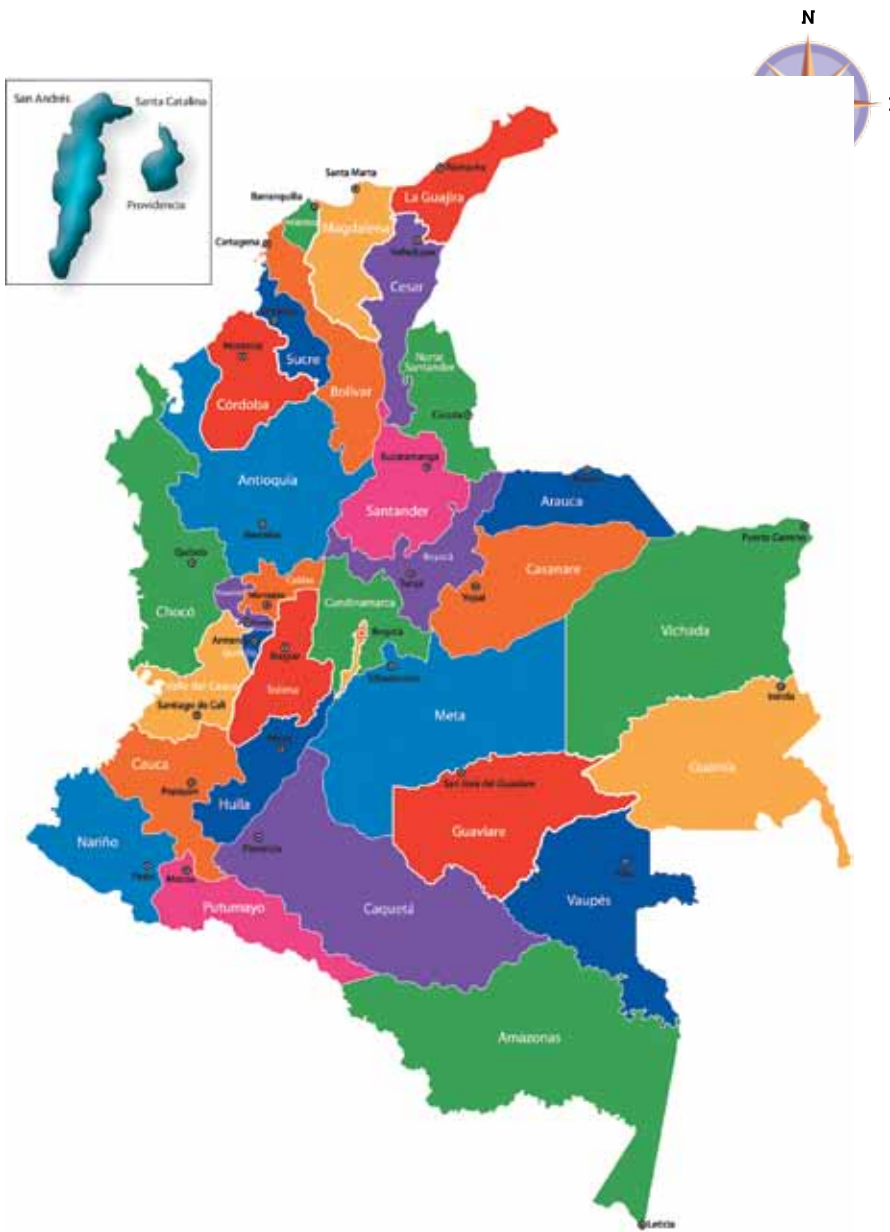 N
San Andrés
Santa Catalina
Providencia
Santa Marta
Riohacha
Barranquilla
La Guajira
Magdalena
Cartagena
Valledupar
Cesar
Montería
Sucre
Norte
Santander
Bolívar
Córdoba
Cúcuta
Bucaramanga
Antioquia
Santander
Arauca
Medellín
Puerto Carreño
Quibdó
Boyacá
Casanare
Tunja
Yopal
Caldas
Manizales
Cundinamarca
Chocó
Bogotá
Vichada
Ibagué
Villavicencio
Tolima
Valle del Cauca
Inírida
Santiago de Cali
Meta
Neiva
Cauca
Guainía
San José del Guaviare
Popayán
Huila
Guaviare
Nariño
Florencia
Pasto
Mocoa
Vaupés
Putumayo
Caquetá
Amazonas
Leticia